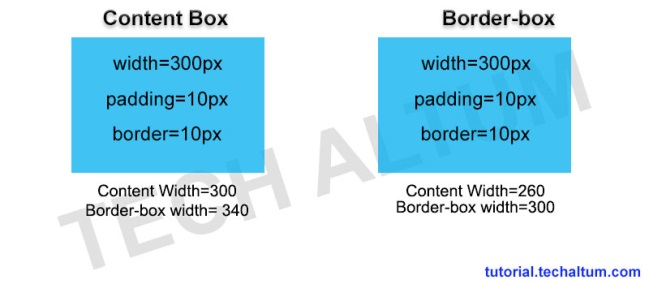 Content Box
width=300px
padding=10px
border=10px
Content Width=300
Border-box width= 340
Border-box
width=300px
padding=10px
border=10px
Content Width=260
Border-box width=300
TECH ALTUM
tutorial.techaltum.com